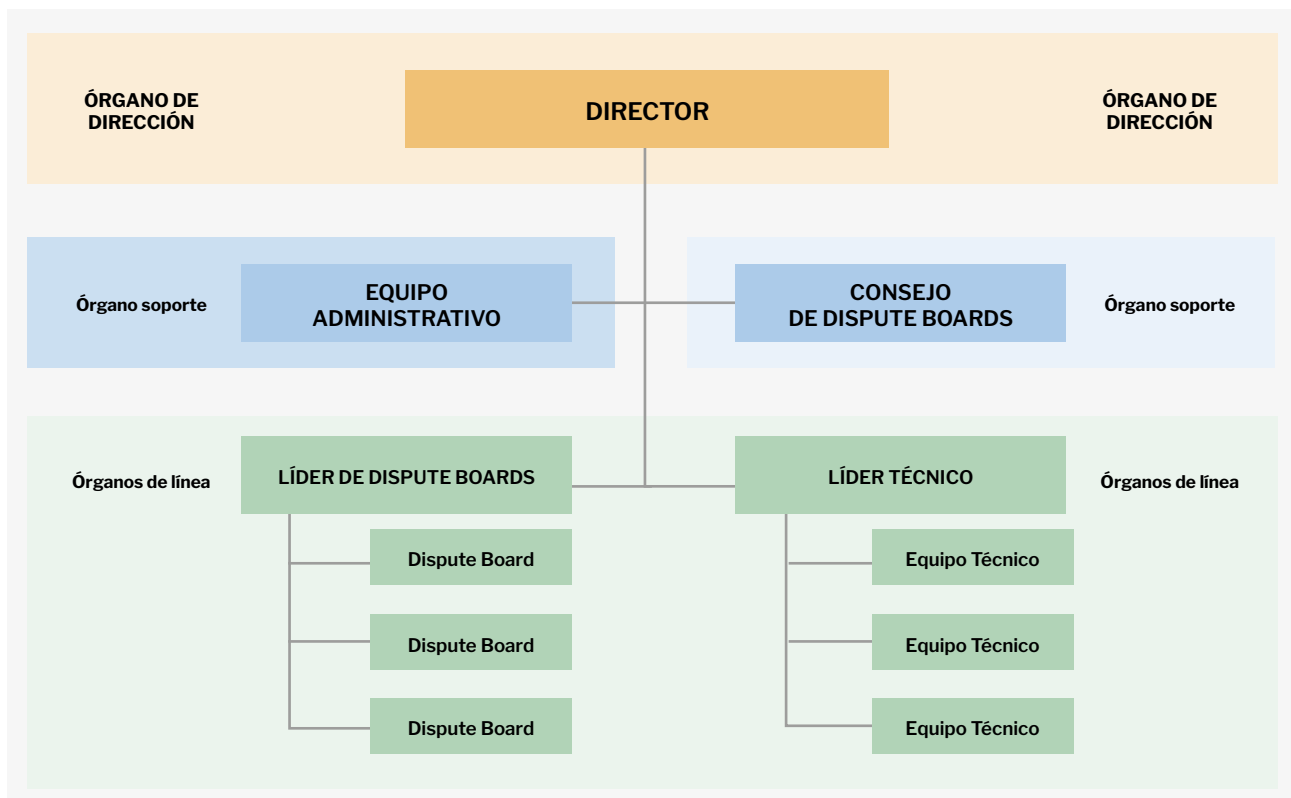 ÓRGANO DE
DIRECCIÓN
DIRECTOR
ÓRGANO DE
DIRECCIÓN
Órgano soporte
EQUIPO
ADMINISTRATIVO
CONSEJO
DE DISPUTE BOARDS
Órgano soporte
Órganos de línea
LÍDER DE DISPUTE BOARDS
LÍDER TÉCNICO
Órganos de línea
Dispute Board
Equipo Técnico
Dispute Board
Equipo Técnico
Dispute Board
Equipo Técnico